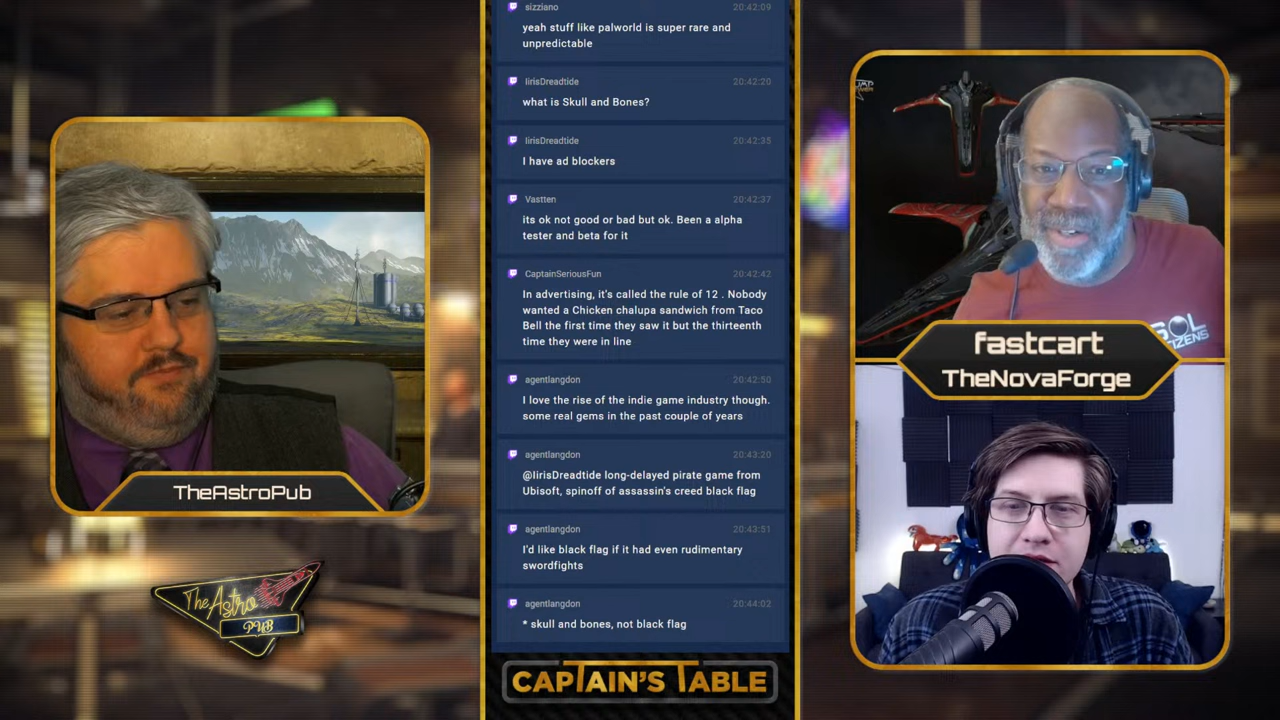 sizziano 20:42:09
yeah stuff like palworld is super rare and
unpredictable
IirisDreadtide 20:42:20
what is Skull and Bones?
IirisDreadtide 20:42:35
I have ad blockers
Vastten 20:42:37
its ok not good or bad but ok. Been a alpha
tester and beta for it
CaptainSeriousFun 20:42:42
In advertising, it's called the rule of 12 . Nobody
wanted a Chicken chalupa sandwich from Taco
Bell the first time they saw it but the thirteenth
time they were in line
agentlangdon 20:42:50
I love the rise of the indie game industry though.
some real gems in the past couple of years
agentlangdon 20:43:20
@IirisDreadtide long-delayed pirate game from
Ubisoft, spinoff of assassin's creed black flag
agentlangdon 20:43:51
I'd like black flag if it had even rudimentary
swordfights
agentlangdon 20:44:02
* skull and bones, not black flag
CAPTAIN'S TABLE
TheAstroPub
The Astro
PUB
fastcart
TheNovaForge